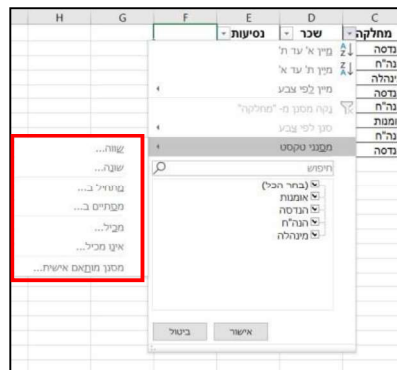 C D E F G H
מחלקה שכר נסיעות
נדסה
נה"ח
ינהלה
נדסה
נה"ח
ומנות
נה"ח
נדסה
מיין א' עד ת'
מיין ת' עד א'
מיין לפי צבע
נקה מסנן מ- "מחלקה"
סנן לפי צבע
מסנני טקסט
חיפוש
(בחר הכל)
אומנות
הנדסה
הנה"ח
מינהלה
אישור ביטול
שווה...
שונה...
מתחיל ב...
מסתיים ב...
מכיל...
אינו מכיל...
מסנן מותאם אישית...